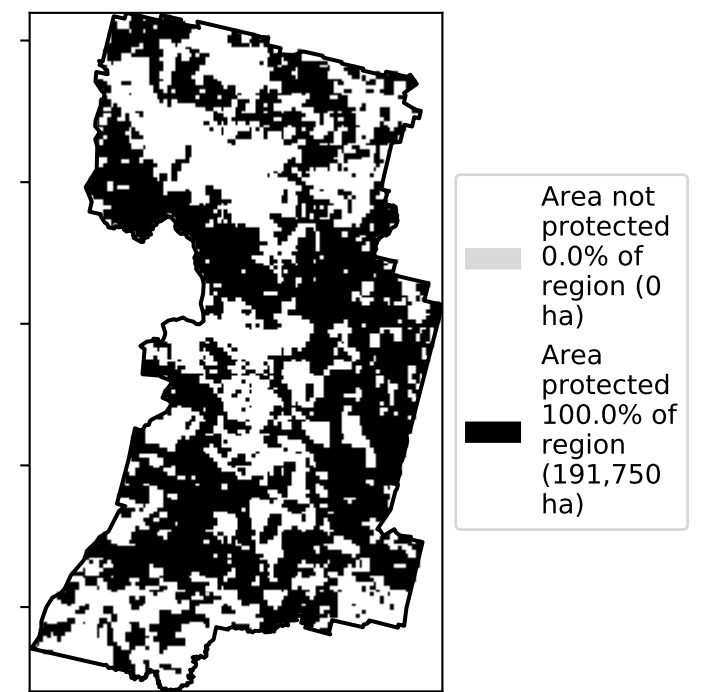 Area not
protected
0.0% of
region (0
ha)
Area
protected
100.0% of
region
(191,750
ha)